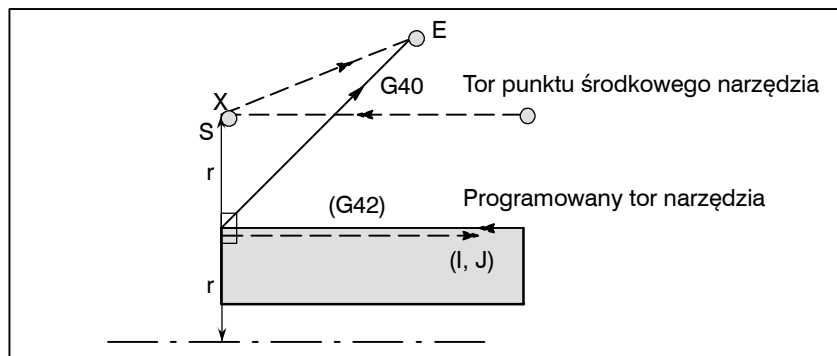 E
G40
Tor punktu środkowego narzędzia
X
S
r
Programowany tor narzędzia
(G42)
(I, J)
r